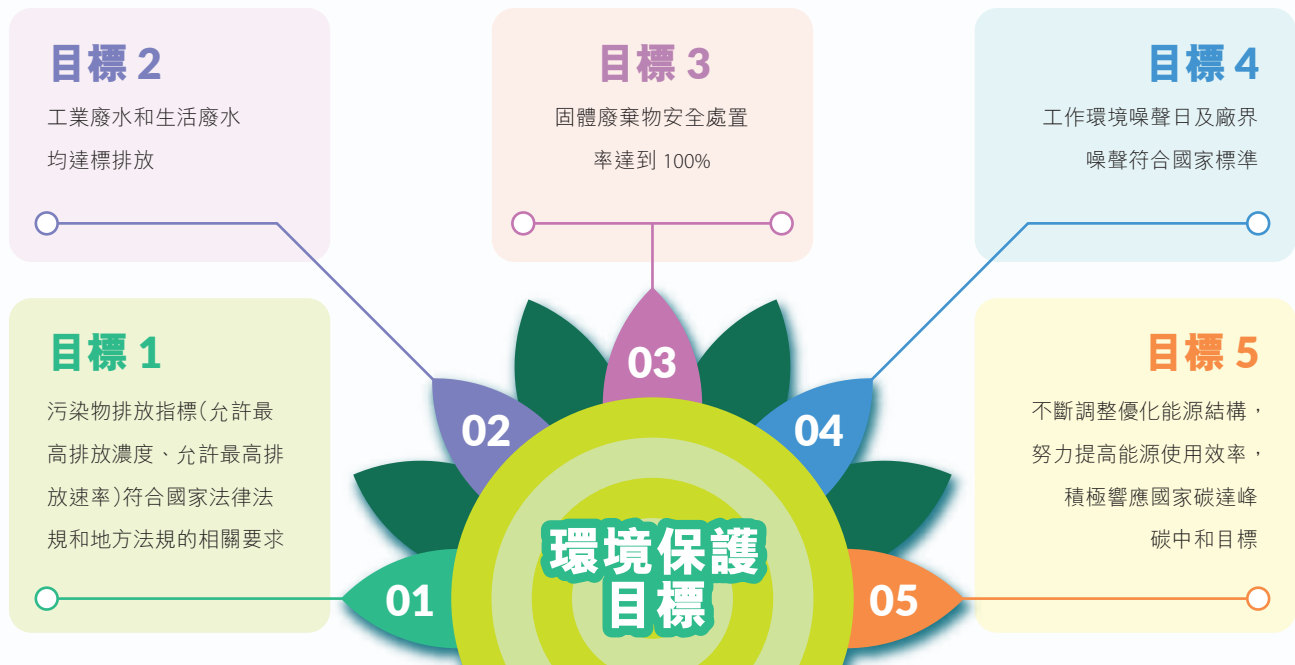 目標 2
工業廢水和生活廢水
均達標排放
目標 3
固體廢棄物安全處置
率達到 100%
目標 4
工作環境噪聲日及廠界
噪聲符合國家標準
目標 1
污染物排放指標(允許最
高排放濃度、允許最高排
放速率)符合國家法律法
規和地方法規的相關要求
目標 5
不斷調整優化能源結構，
努力提高能源使用效率，
積極響應國家碳達峰
碳中和目標
01
02
03
04
05
環境保護
目標